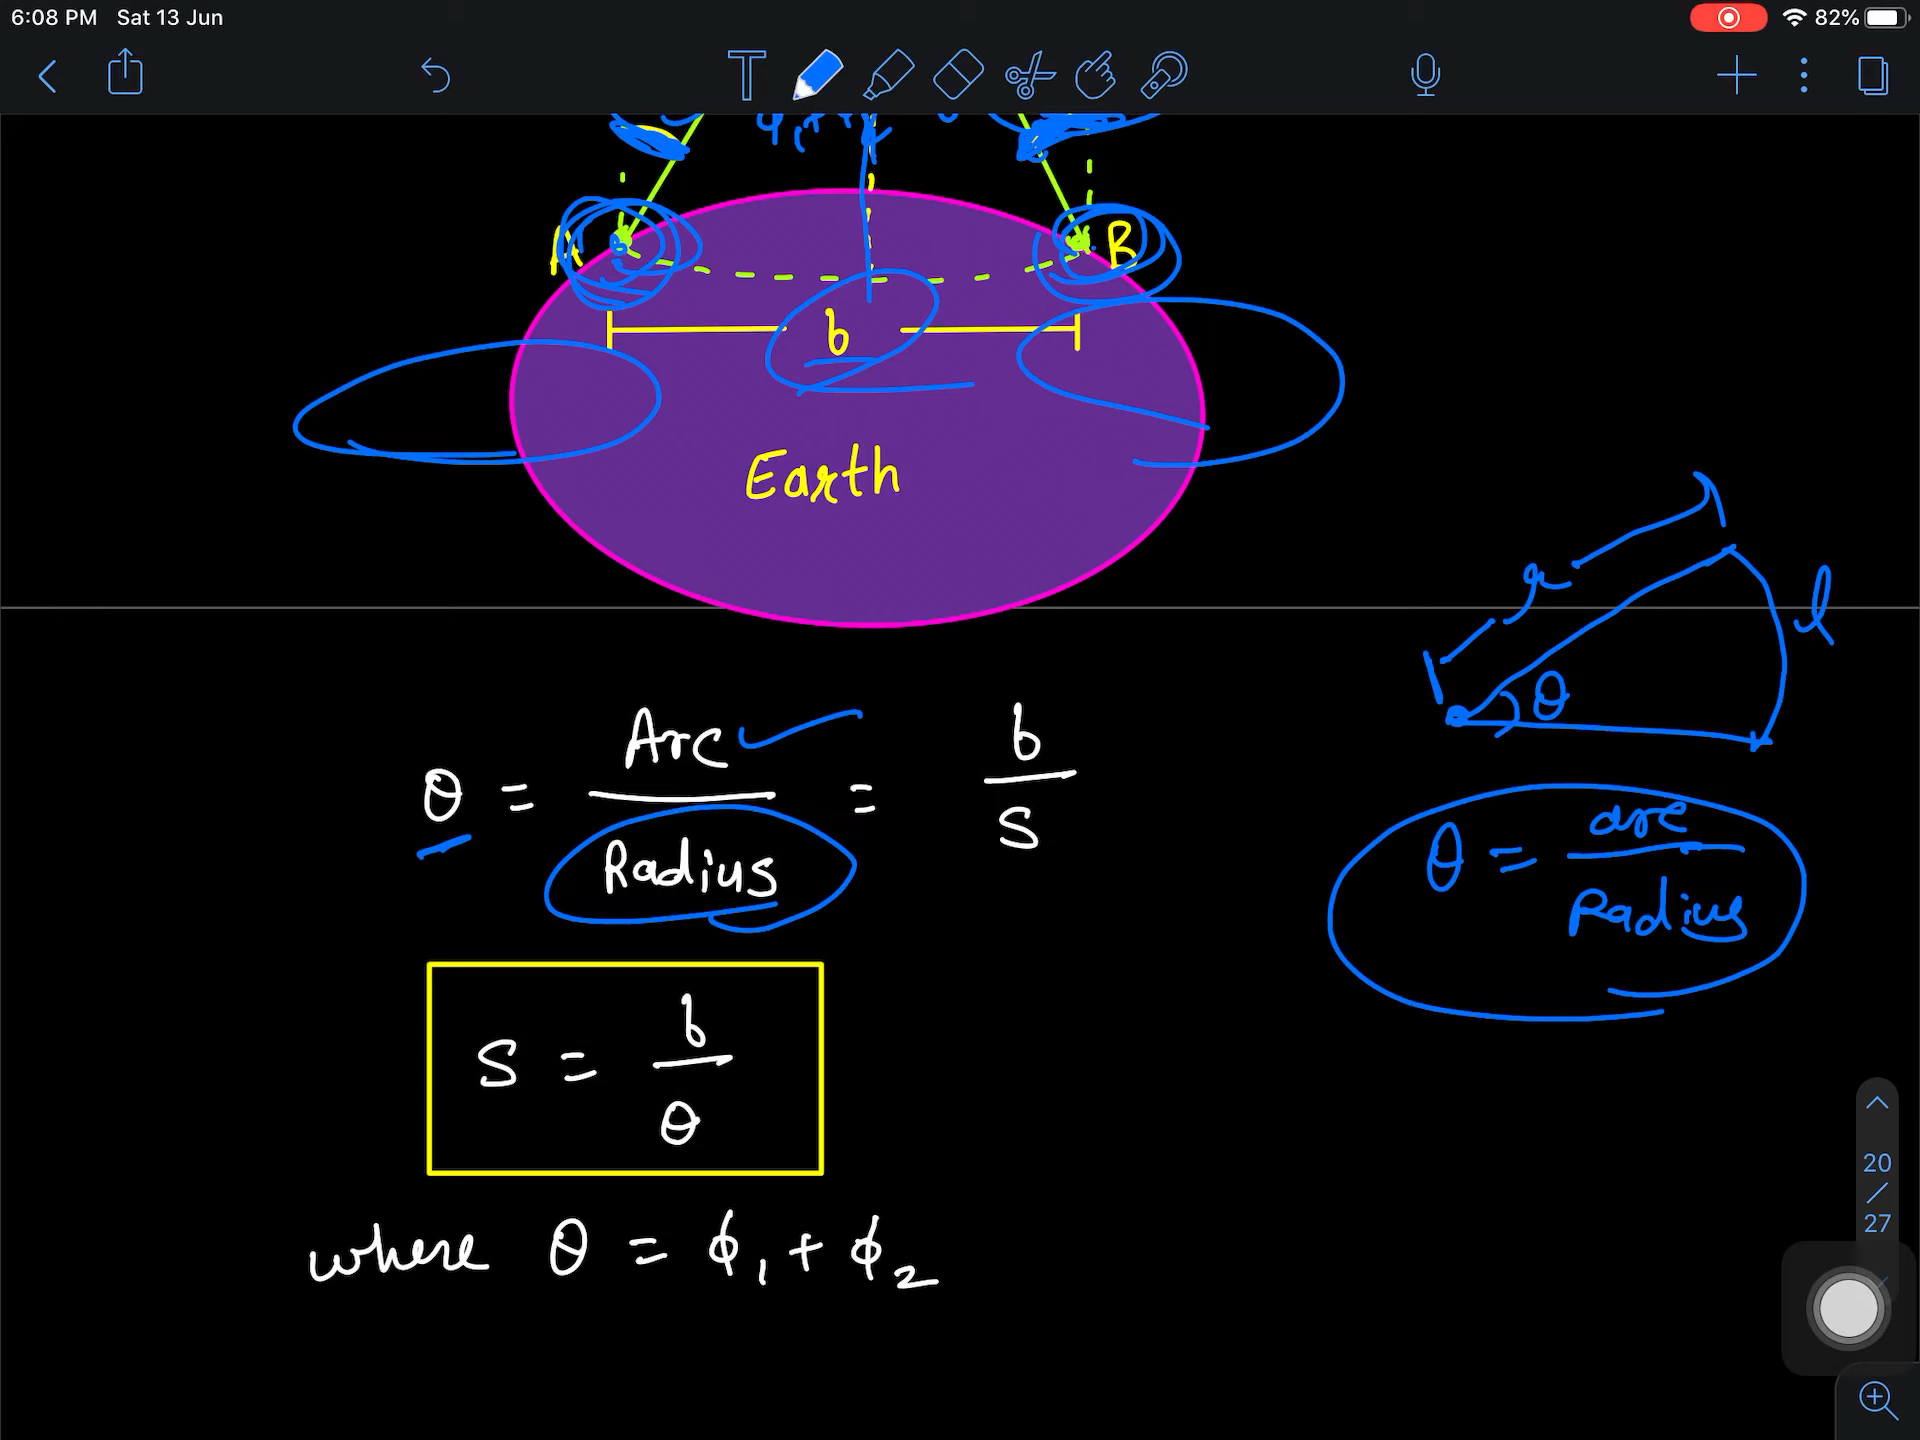 6:08 PM Sat 13 Jun
82%
T
A
B
b
Earth
r
l
θ
θ = Arc / Radius = b / S
θ = arc / Radius
S = b / θ
where θ = ϕ₁ + ϕ₂
20
/
27